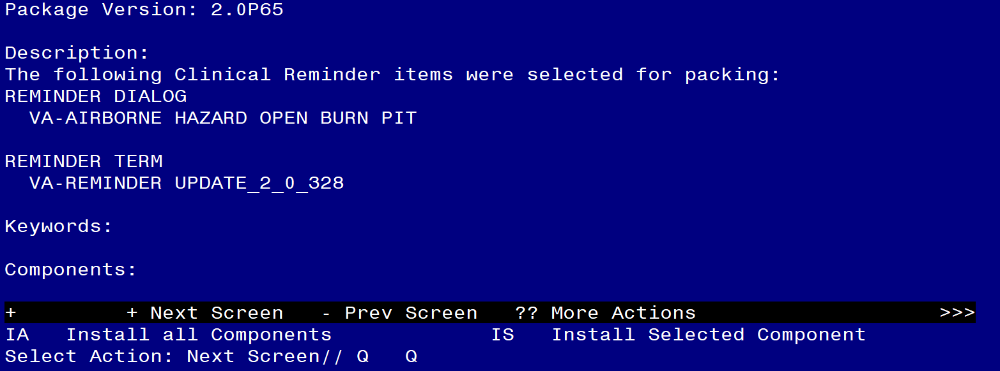 Package Version: 2.0P65
Description:
The following Clinical Reminder items were selected for packing:
REMINDER DIALOG
VA-AIRBORNE HAZARD OPEN BURN PIT
REMINDER TERM
VA-REMINDER UPDATE_2_0_328
Keywords:
Components:
+ + Next Screen - Prev Screen ?? More Actions >>>
IA Install all Components IS Install Selected Component
Select Action: Next Screen// Q Q